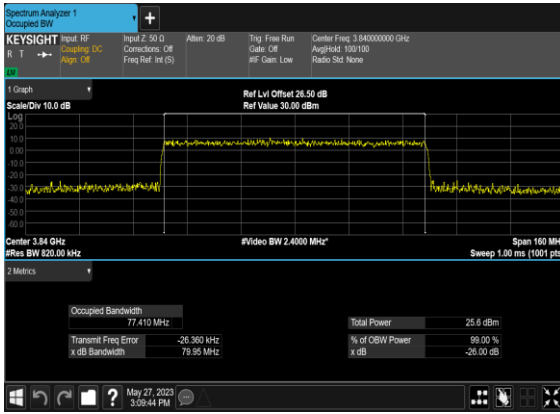 Spectrum Analyzer 1
Occupied BW
+
KEYSIGHT
R T
LW
Input: RF
Coupling: DC
Align: Off
Input Z: 50 Ω
Corrections: Off
Freq Ref: Int (S)
Atten: 20 dB
Trig: Free Run
Gate: Off
#IF Gain: Low
Center Freq: 3.840000000 GHz
Avg|Hold: 100/100
Radio Std: None
1 Graph
Scale/Div 10.0 dB
Ref Lvl Offset 26.50 dB
Ref Value 30.00 dBm
Log
20.0
10.0
0.00
-10.0
-20.0
-30.0
-40.0
-50.0
-60.0
Center 3.84 GHz
#Res BW 820.00 kHz
#Video BW 2.4000 MHz*
Span 160 MH
Sweep 1.00 ms (1001 pts
2 Metrics
Occupied Bandwidth
77.410 MHz
Transmit Freq Error -26.360 kHz
x dB Bandwidth 79.95 MHz
Total Power 25.6 dBm
% of OBW Power 99.00 %
x dB -26.00 dB
?
May 27, 2023
3:09:44 PM